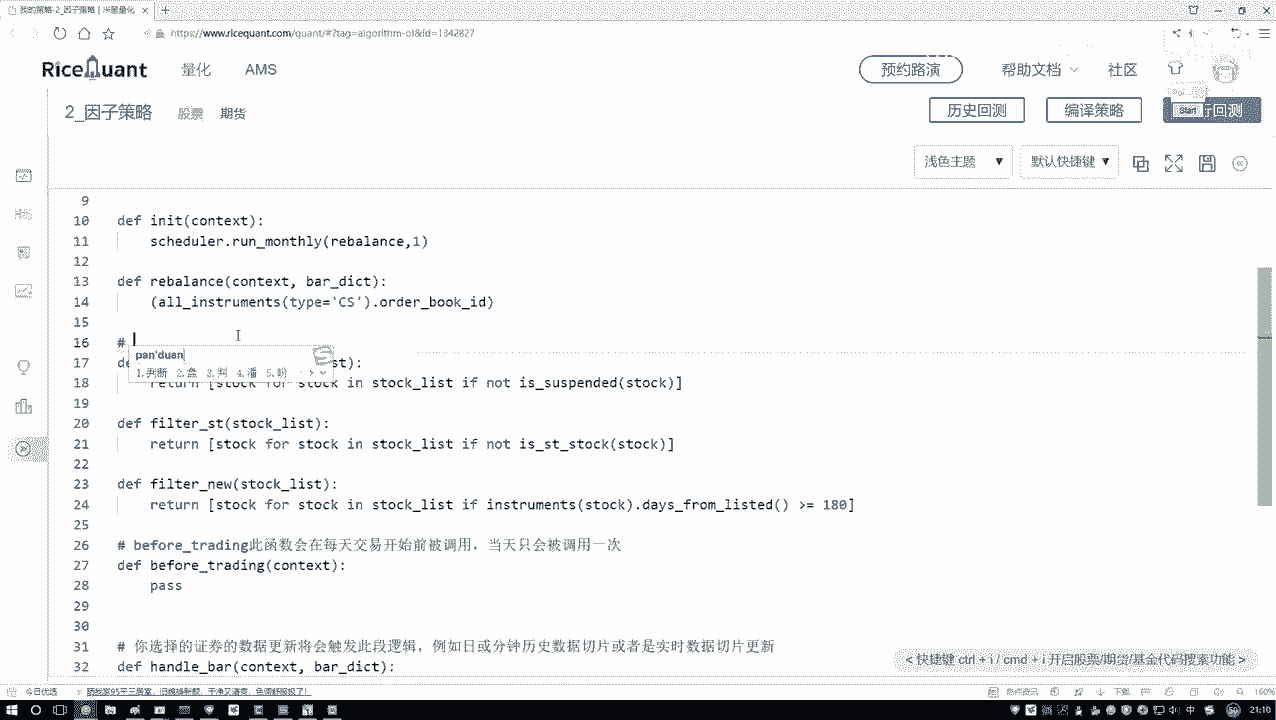 我的策略-2_因子策略 | 米筐量化
https://www.ricequant.com/quant/#?tag=algorithm-ol&id=1342827
RiceQuant 量化 AMS 预约路演 帮助文档 社区
2_因子策略 股票 期货 历史回测 编译策略 行回测
Start
浅色主题 ▼ 默认快捷键 ▼
9
10 def init(context):
11 scheduler.run_monthly(rebalance,1)
12
13 def rebalance(context, bar_dict):
14 (all_instruments(type='CS').order_book_id)
15
16 #
pan'duan
17 de st):
1.判断 2.盘 3.判 4.潘
18 return [stock for stock in stock_list if not is_suspended(stock)]
19
20 def filter_st(stock_list):
21 return [stock for stock in stock_list if not is_st_stock(stock)]
22
23 def filter_new(stock_list):
24 return [stock for stock in stock_list if instruments(stock).days_from_listed() >= 180]
25
26 # before_trading此函数会在每天交易开始前被调用，当天只会被调用一次
27 def before_trading(context):
28 pass
29
30
31 # 你选择的证券的数据更新将会触发此段逻辑，例如日或分钟历史数据切片或者是实时数据切片更新
32 def handle_bar(context, bar_dict):
< 快捷键 ctrl + i / cmd + i 开启股票/期货/基金代码搜索功能 >
今日优选 热点资讯 下载 160%
中 21:10